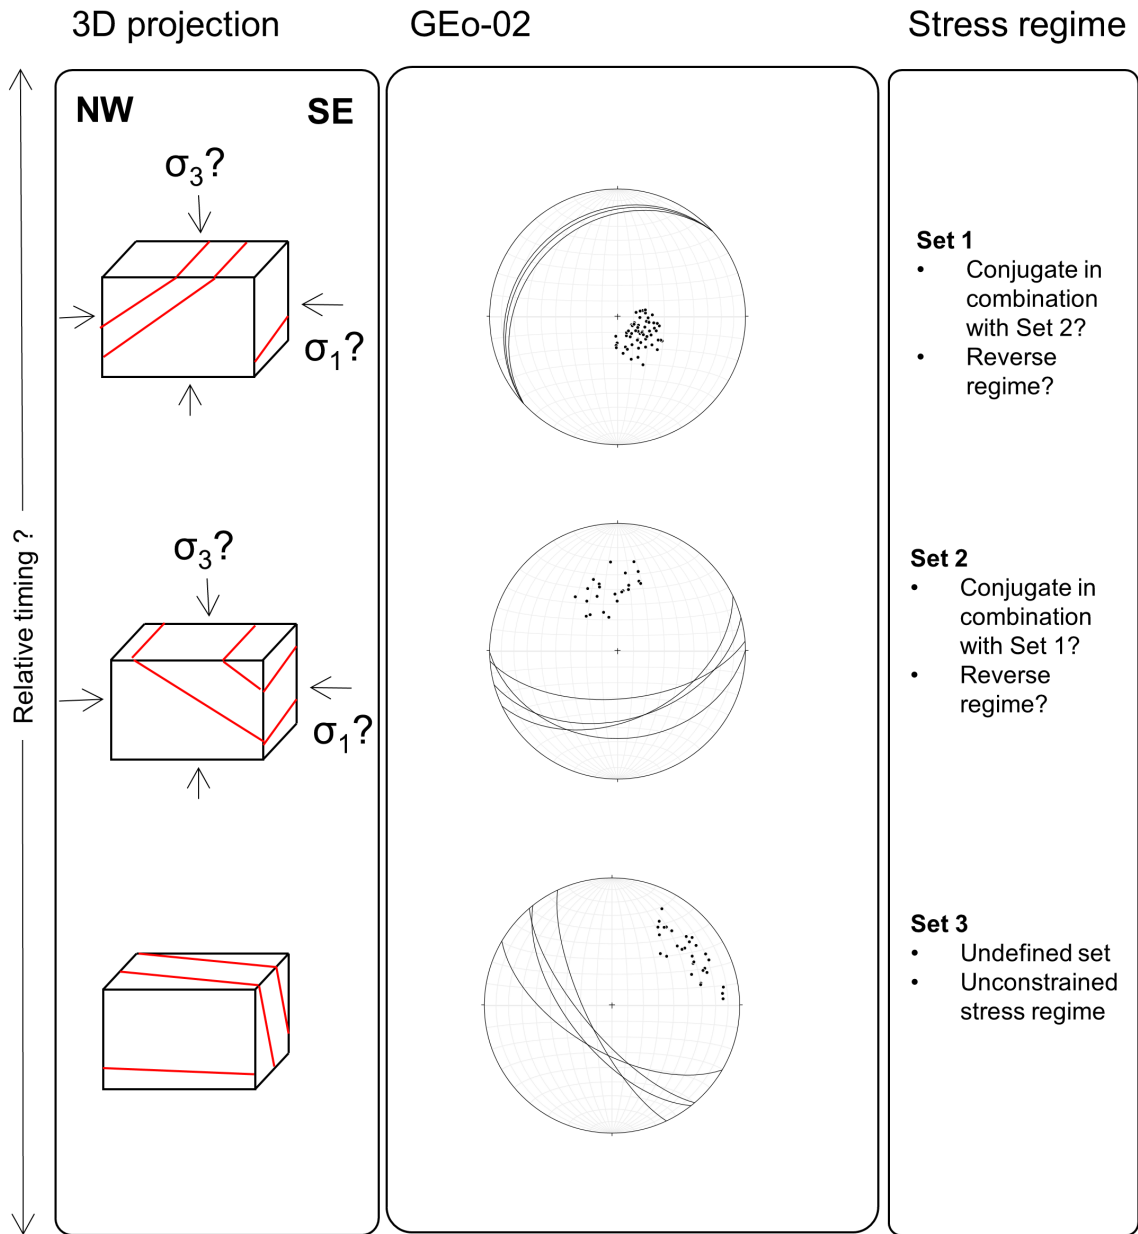 3D projection
GEo-02
Stress regime
Relative timing ?
NW
SE
σ3?
σ1?
Set 1
• Conjugate in
combination
with Set 2?
• Reverse
regime?
σ3?
σ1?
Set 2
• Conjugate in
combination
with Set 1?
• Reverse
regime?
Set 3
• Undefined set
• Unconstrained
stress regime